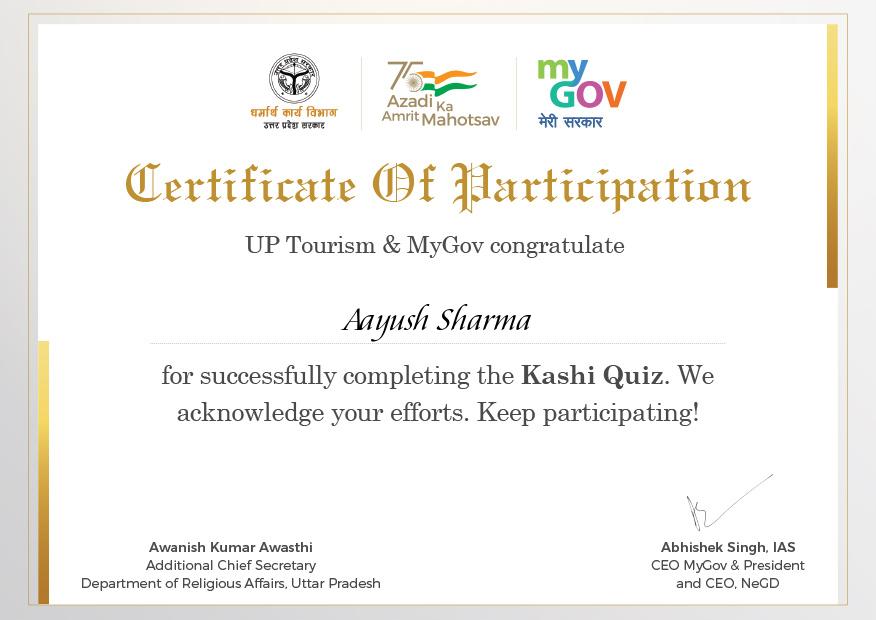 उत्तर प्रदेश सरकार
धर्मार्थ कार्य विभाग
उत्तर प्रदेश सरकार
75
Azadi Ka
Amrit Mahotsav
my
GOV
मेरी सरकार
Certificate Of Participation
UP Tourism & MyGov congratulate
Aayush Sharma
for successfully completing the Kashi Quiz. We
acknowledge your efforts. Keep participating!
Awanish Kumar Awasthi
Additional Chief Secretary
Department of Religious Affairs, Uttar Pradesh
Abhishek Singh, IAS
CEO MyGov & President
and CEO, NeGD